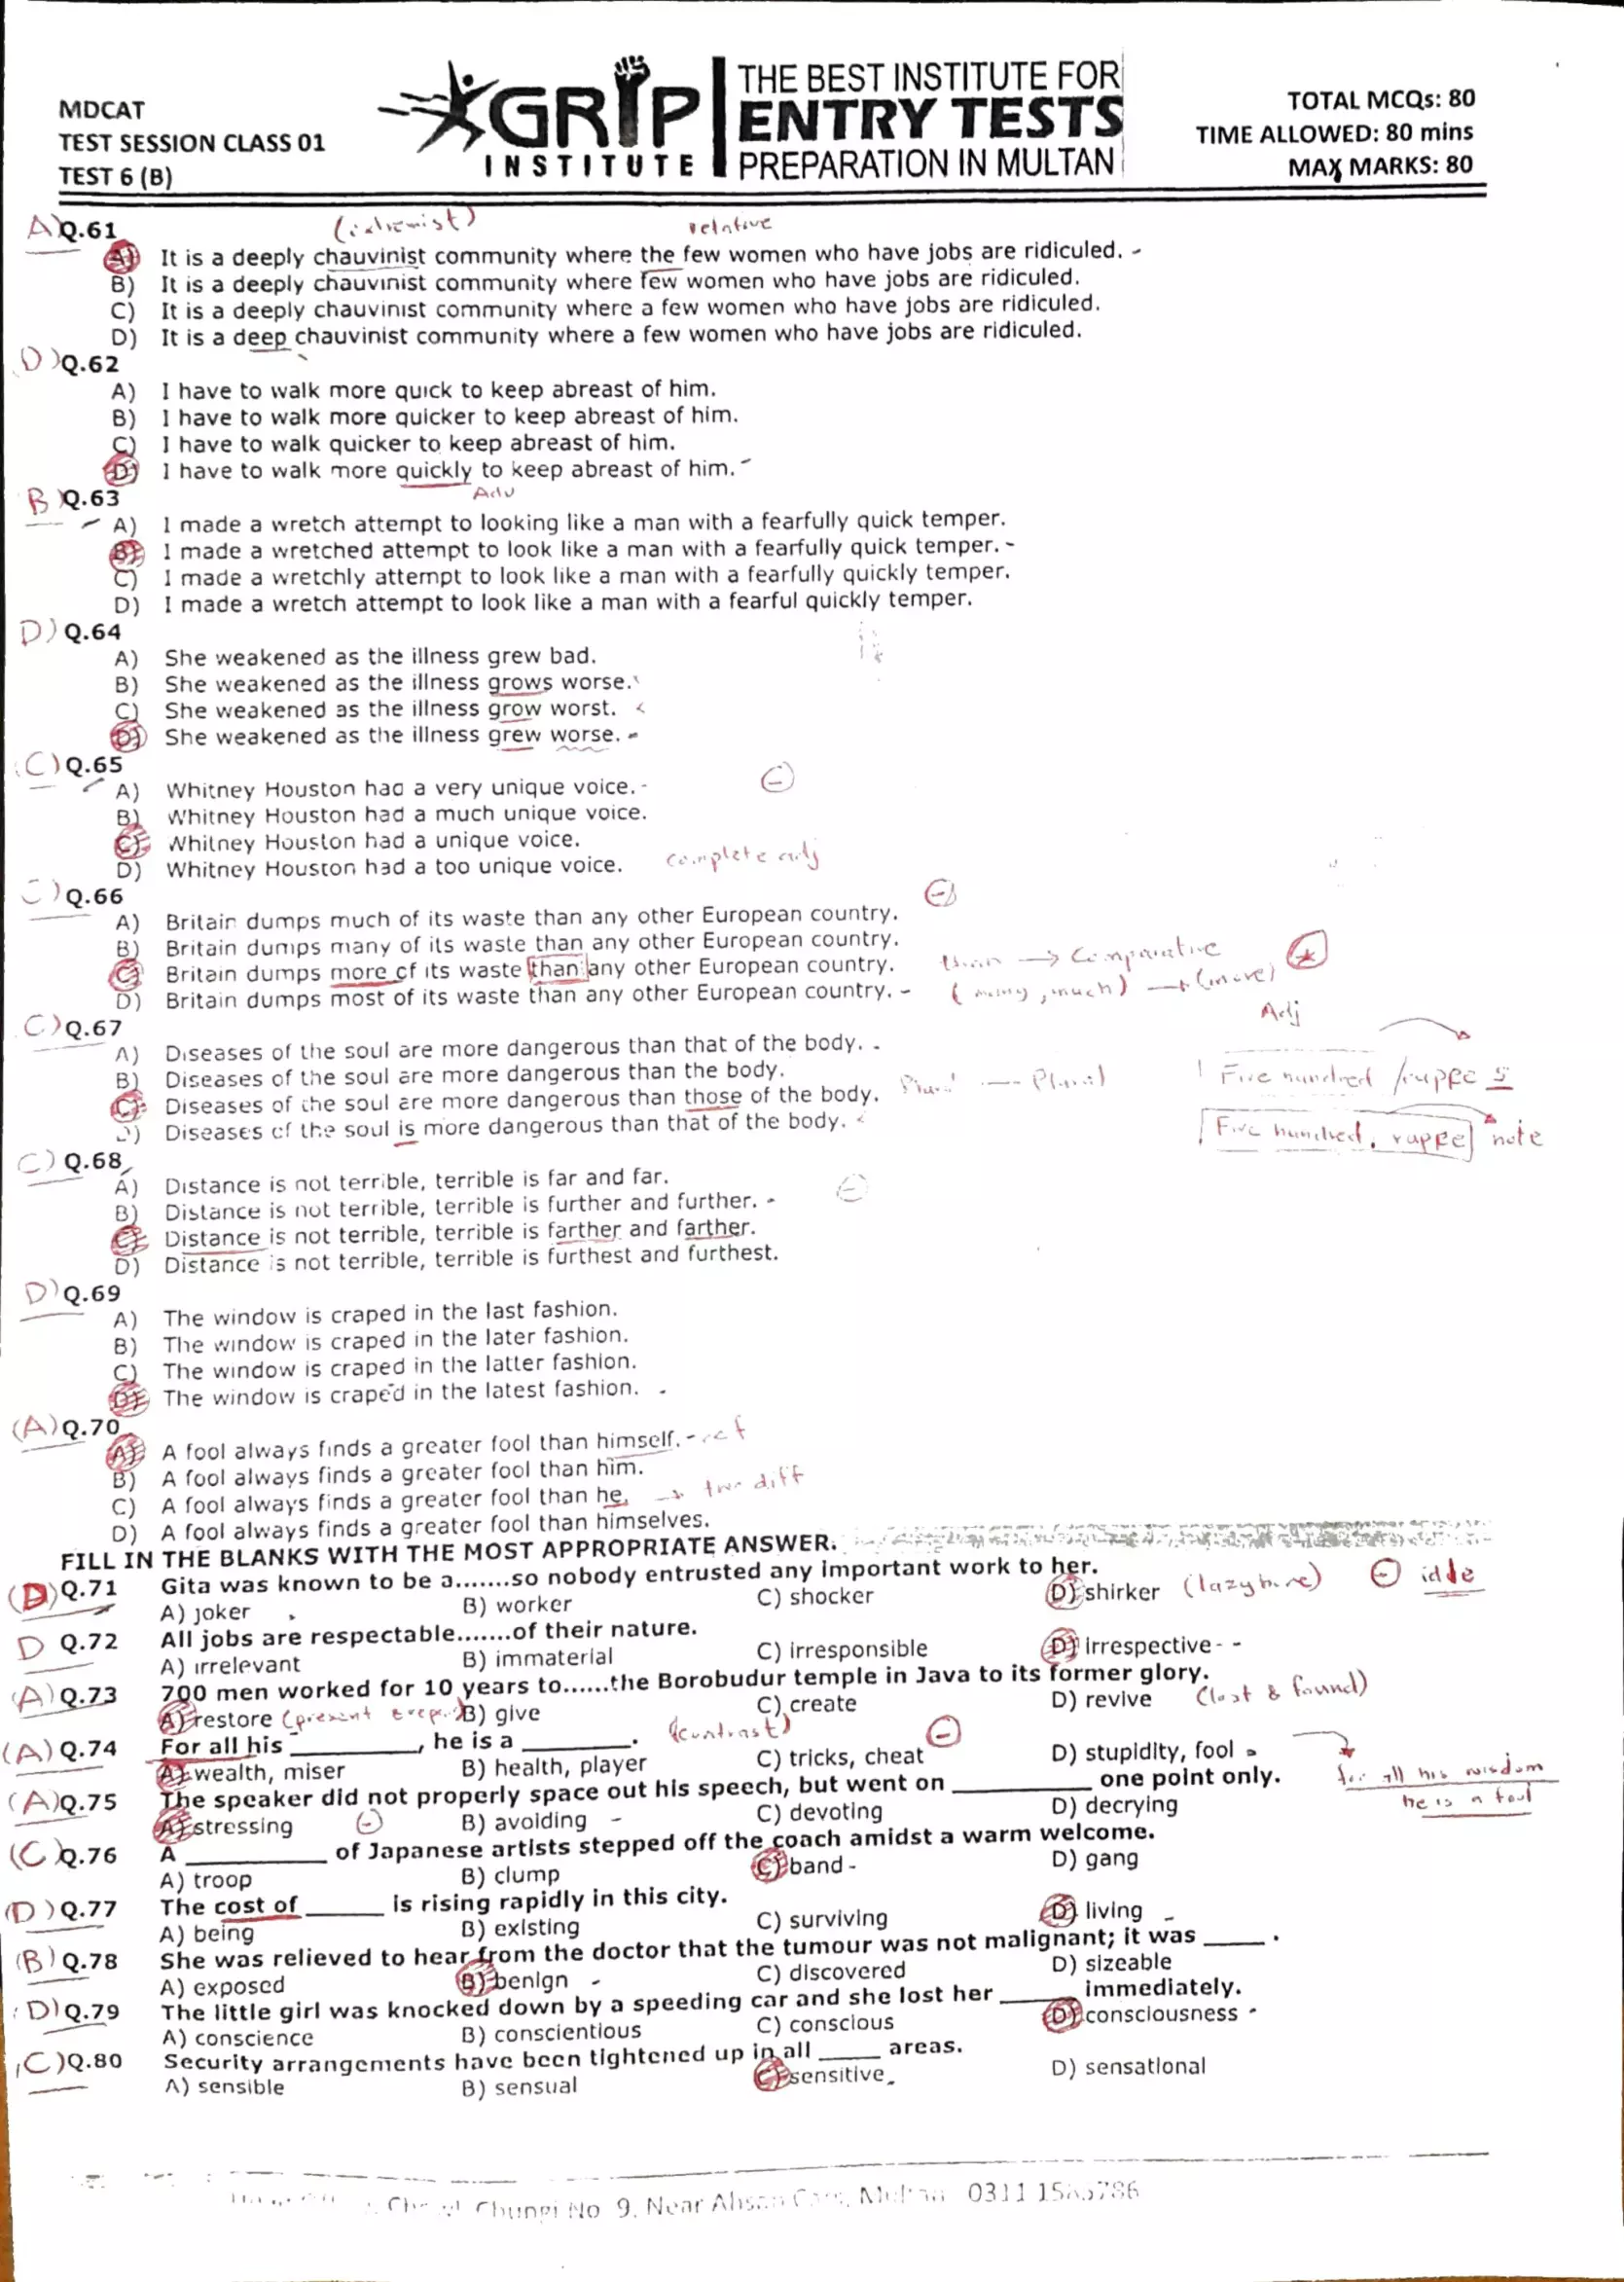 MDCAT
TEST SESSION CLASS 01
TEST 6 (B)
GRIP
INSTITUTE
THE BEST INSTITUTE FOR
ENTRY TESTS
PREPARATION IN MULTAN
TOTAL MCQs: 80
TIME ALLOWED: 80 mins
MAX MARKS: 80
A) Q.61
relative
A) It is a deeply chauvinist community where the few women who have jobs are ridiculed. -
B) It is a deeply chauvinist community where few women who have jobs are ridiculed.
C) It is a deeply chauvinist community where a few women who have jobs are ridiculed.
D) It is a deep chauvinist community where a few women who have jobs are ridiculed.
D) Q.62
A) I have to walk more quick to keep abreast of him.
B) I have to walk more quicker to keep abreast of him.
C) I have to walk quicker to keep abreast of him.
D) I have to walk more quickly to keep abreast of him. -
Adv
B) Q.63
A) I made a wretch attempt to looking like a man with a fearfully quick temper.
B) I made a wretched attempt to look like a man with a fearfully quick temper. -
C) I made a wretchly attempt to look like a man with a fearfully quickly temper.
D) I made a wretch attempt to look like a man with a fearful quickly temper.
D) Q.64
A) She weakened as the illness grew bad.
B) She weakened as the illness grows worse.
C) She weakened as the illness grow worst.
D) She weakened as the illness grew worse. -
C) Q.65
A) Whitney Houston had a very unique voice. -
B) Whitney Houston had a much unique voice.
C) Whitney Houston had a unique voice.
D) Whitney Houston had a too unique voice. complete adj
C) Q.66
A) Britain dumps much of its waste than any other European country.
B) Britain dumps many of its waste than any other European country.
C) Britain dumps more of its waste than any other European country. than → Comparative
D) Britain dumps most of its waste than any other European country. - (many, much) → (more)
Adj
C) Q.67
A) Diseases of the soul are more dangerous than that of the body. -
B) Diseases of the soul are more dangerous than the body.
C) Diseases of the soul are more dangerous than those of the body. Plural — Plural
D) Diseases of the soul is more dangerous than that of the body.
Five hundred rupees
Five hundred rupee note
C) Q.68
A) Distance is not terrible, terrible is far and far.
B) Distance is not terrible, terrible is further and further. -
C) Distance is not terrible, terrible is farther and farther.
D) Distance is not terrible, terrible is furthest and furthest.
D) Q.69
A) The window is craped in the last fashion.
B) The window is craped in the later fashion.
C) The window is craped in the latter fashion.
D) The window is craped in the latest fashion. -
(A) Q.70
A) A fool always finds a greater fool than himself. - ref
B) A fool always finds a greater fool than him.
C) A fool always finds a greater fool than he. → two diff
D) A fool always finds a greater fool than himselves.
FILL IN THE BLANKS WITH THE MOST APPROPRIATE ANSWER.
(D) Q.71 Gita was known to be a.......so nobody entrusted any important work to her.
A) joker B) worker C) shocker D) shirker idle
D Q.72 All jobs are respectable.......of their nature.
A) irrelevant B) immaterial C) irresponsible D) irrespective - -
(A) Q.73 700 men worked for 10 years to......the Borobudur temple in Java to its former glory.
A) restore B) give C) create D) revive (lost & found)
(A) Q.74 For all his ________, he is a ________. (contrast)
A) wealth, miser B) health, player C) tricks, cheat D) stupidity, fool
for all his wisdom
he is a fool
(A) Q.75 The speaker did not properly space out his speech, but went on ________ one point only.
A) stressing B) avoiding - C) devoting D) decrying
(C) Q.76 A ________ of Japanese artists stepped off the coach amidst a warm welcome.
A) troop B) clump C) band - D) gang
(D) Q.77 The cost of _____ is rising rapidly in this city.
A) being B) existing C) surviving D) living -
(B) Q.78 She was relieved to hear from the doctor that the tumour was not malignant; it was ____.
A) exposed B) benign - C) discovered D) sizeable
D) Q.79 The little girl was knocked down by a speeding car and she lost her _____ immediately.
A) conscience B) conscientious C) conscious D) consciousness
(C) Q.80 Security arrangements have been tightened up in all ____ areas.
A) sensible B) sensual C) sensitive D) sensational
Chungi No 9, Near Ahsan